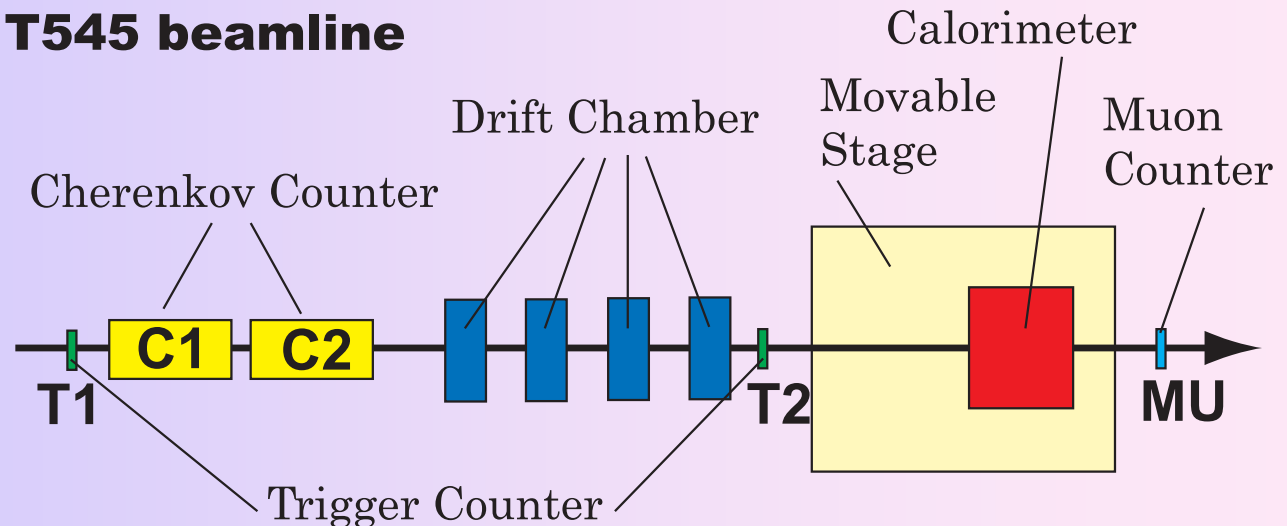 T545 beamline
Calorimeter
Movable
Stage
Muon
Counter
Drift Chamber
Cherenkov Counter
C1
C2
T1
T2
MU
Trigger Counter